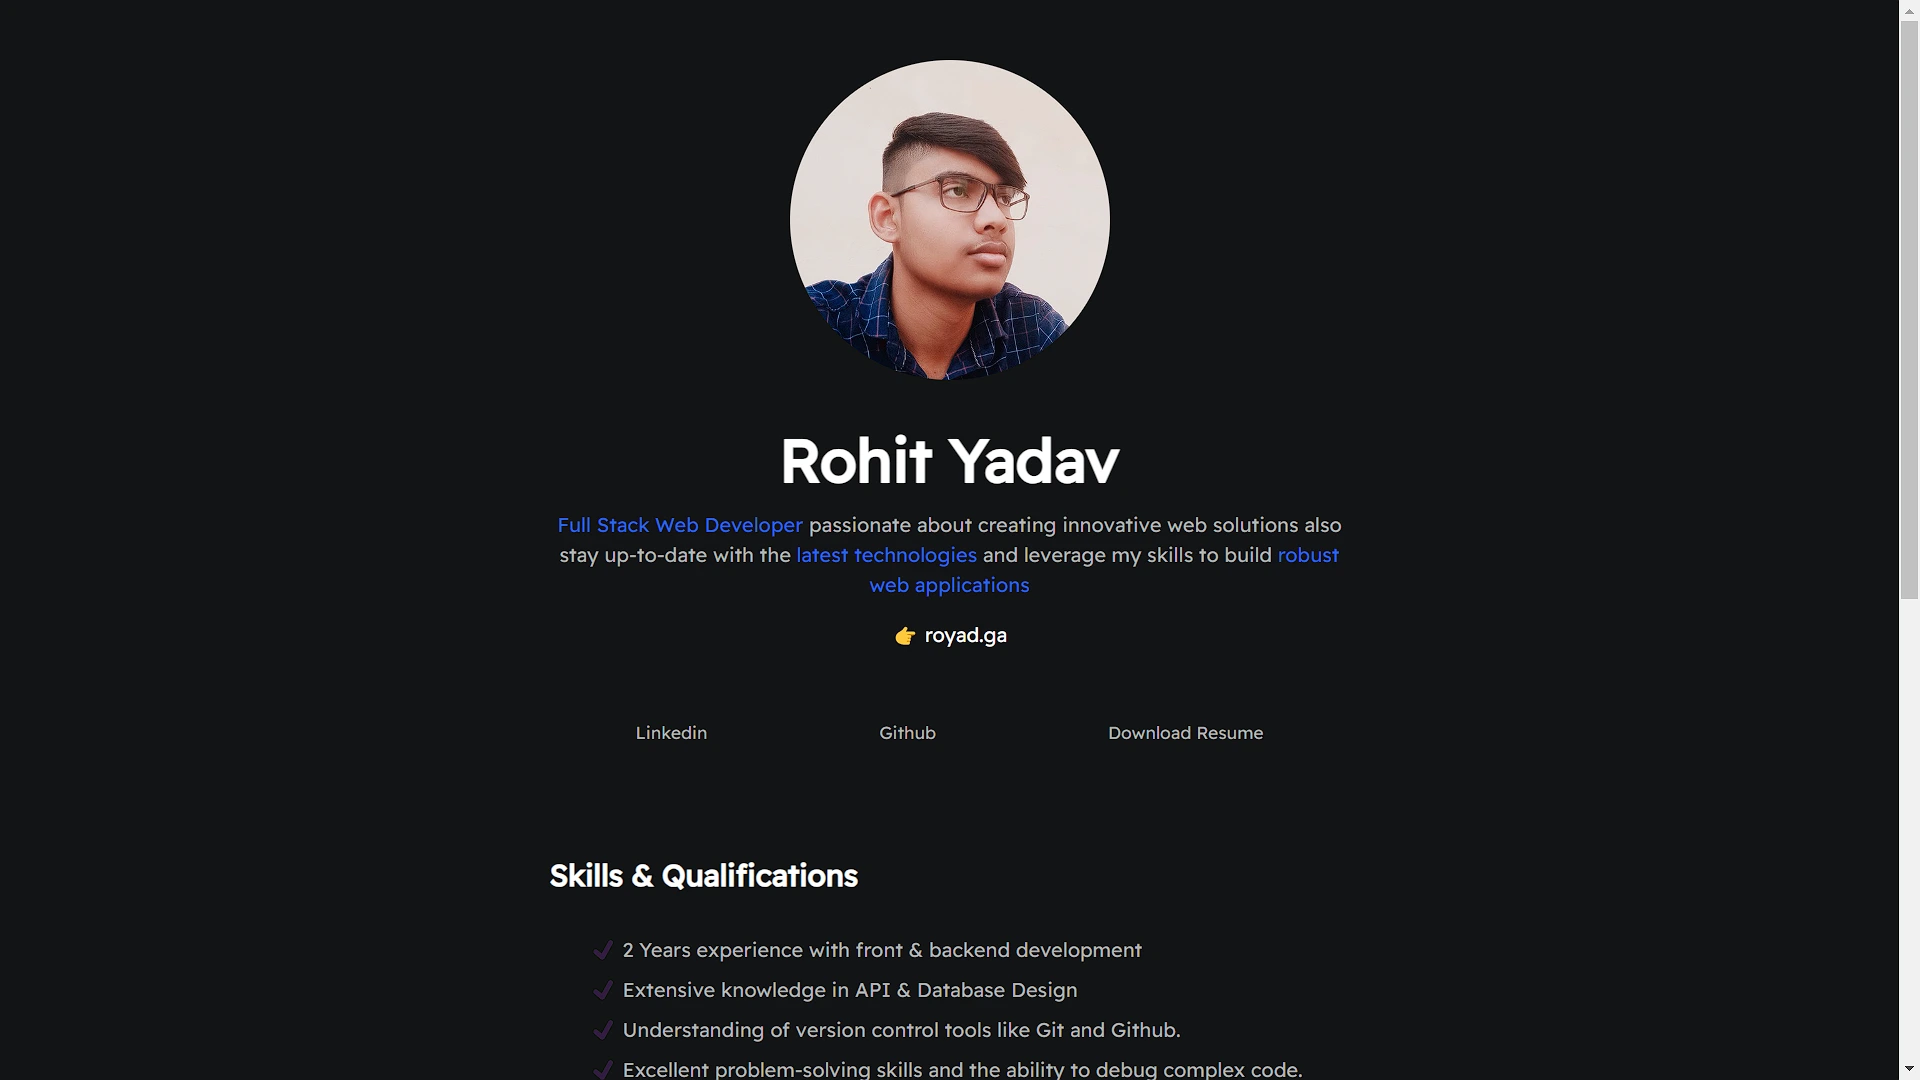 Rohit Yadav
Full Stack Web Developer passionate about creating innovative web solutions also
stay up-to-date with the latest technologies and leverage my skills to build robust
web applications
👉 royad.ga
Linkedin
Github
Download Resume
Skills & Qualifications
✔ 2 Years experience with front & backend development
✔ Extensive knowledge in API & Database Design
✔ Understanding of version control tools like Git and Github.
✔ Excellent problem-solving skills and the ability to debug complex code.